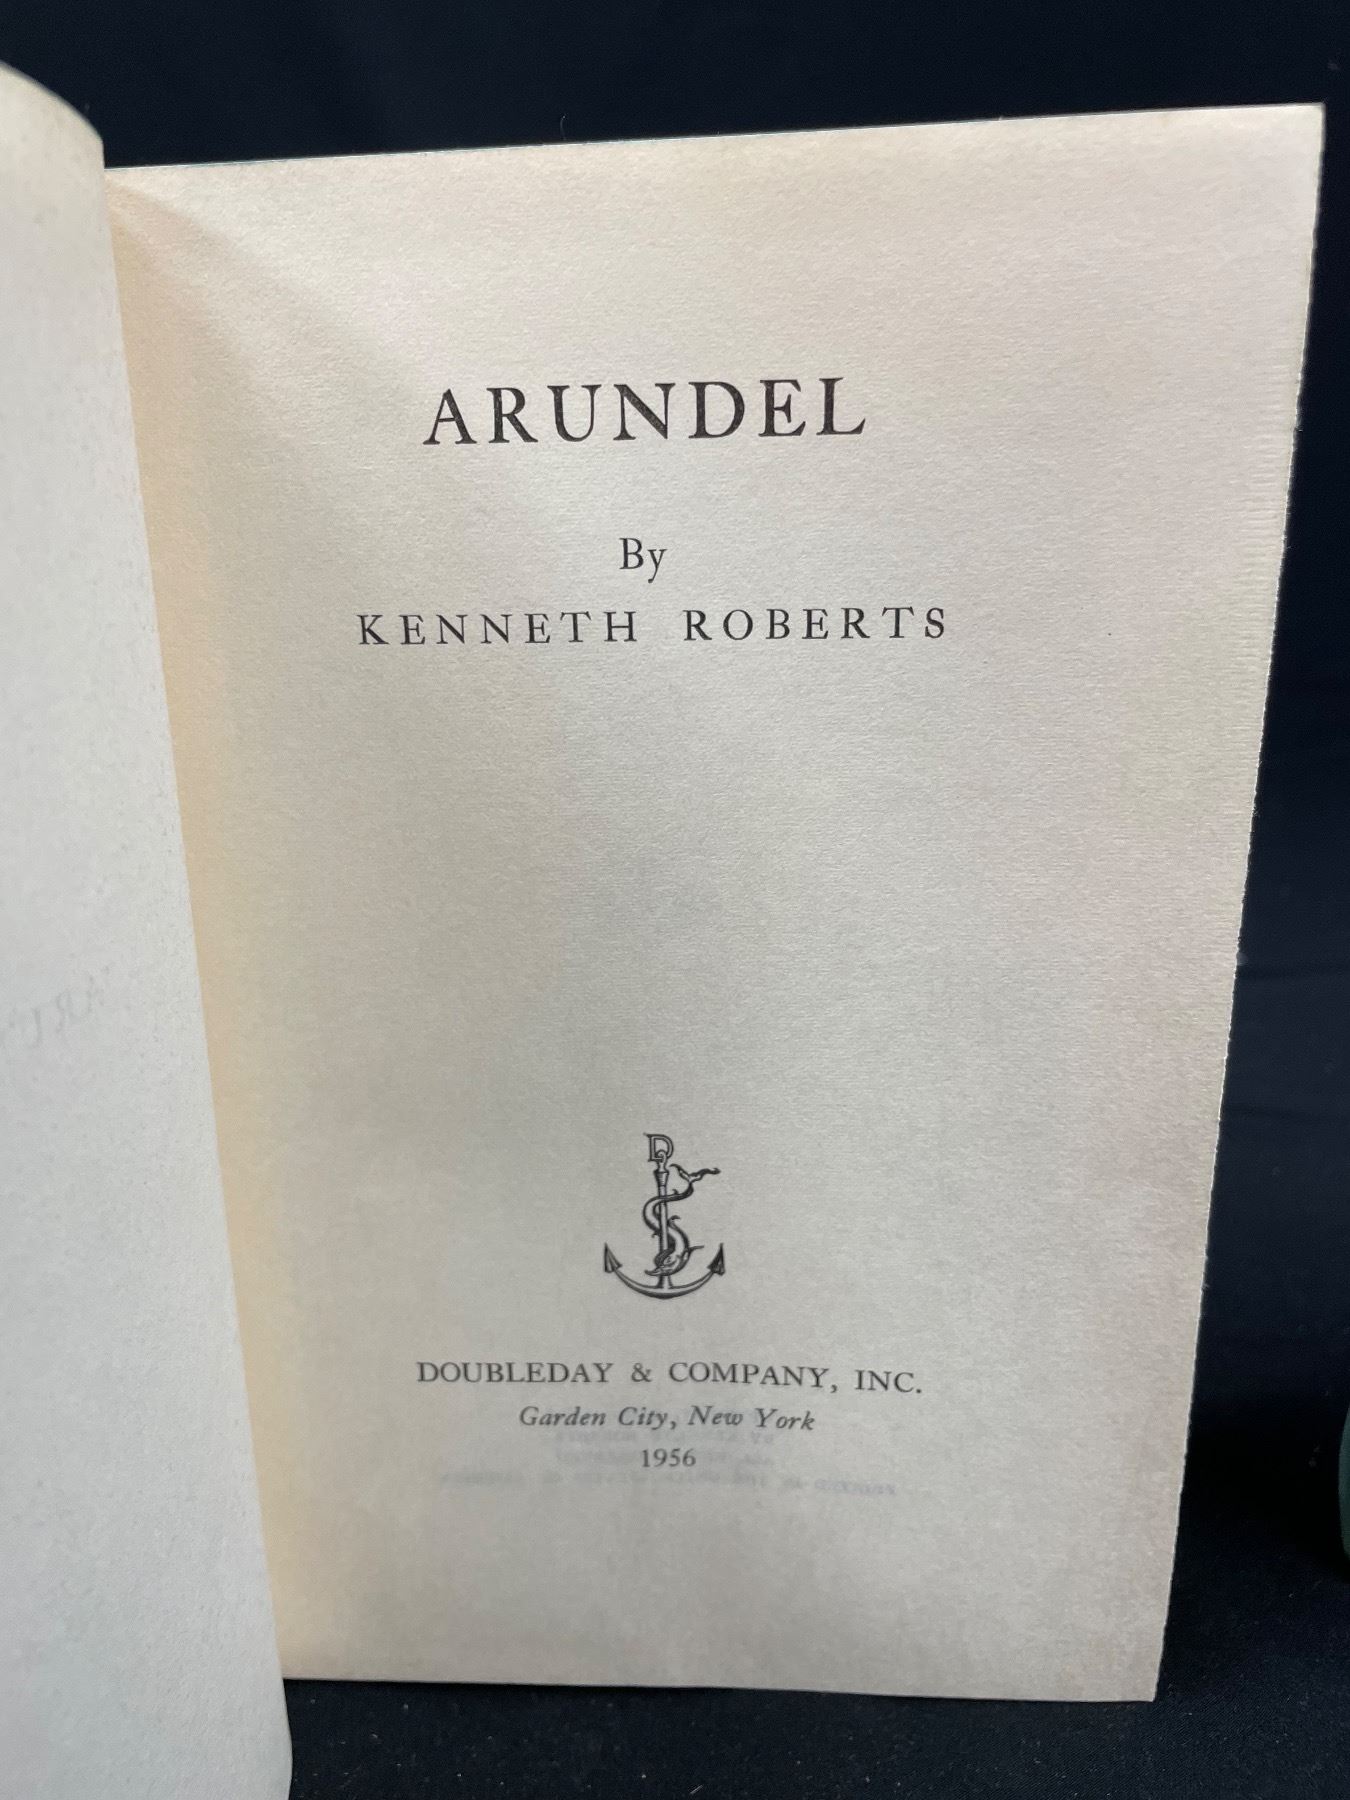 ARUNDEL
By
KENNETH ROBERTS
D
DOUBLEDAY & COMPANY, INC.
Garden City, New York
1956